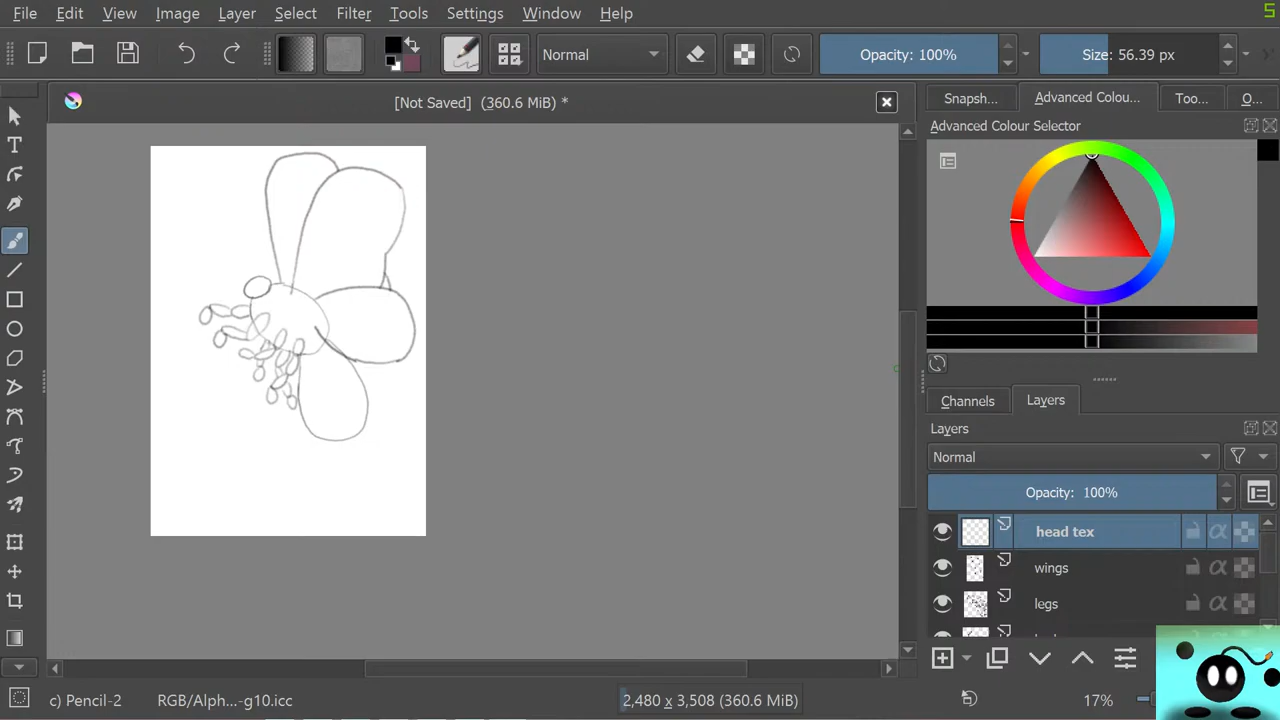 File Edit View Image Layer Select Filter Tools Settings Window Help
5
Normal Opacity: 100% Size: 56.39 px
[Not Saved] (360.6 MiB) *
Snapsh... Advanced Colou... Too... O...
Advanced Colour Selector
Channels Layers
Layers
Normal
Opacity: 100%
head tex
wings
legs
c) Pencil-2 RGB/Alph...-g10.icc 2,480 x 3,508 (360.6 MiB) 17%